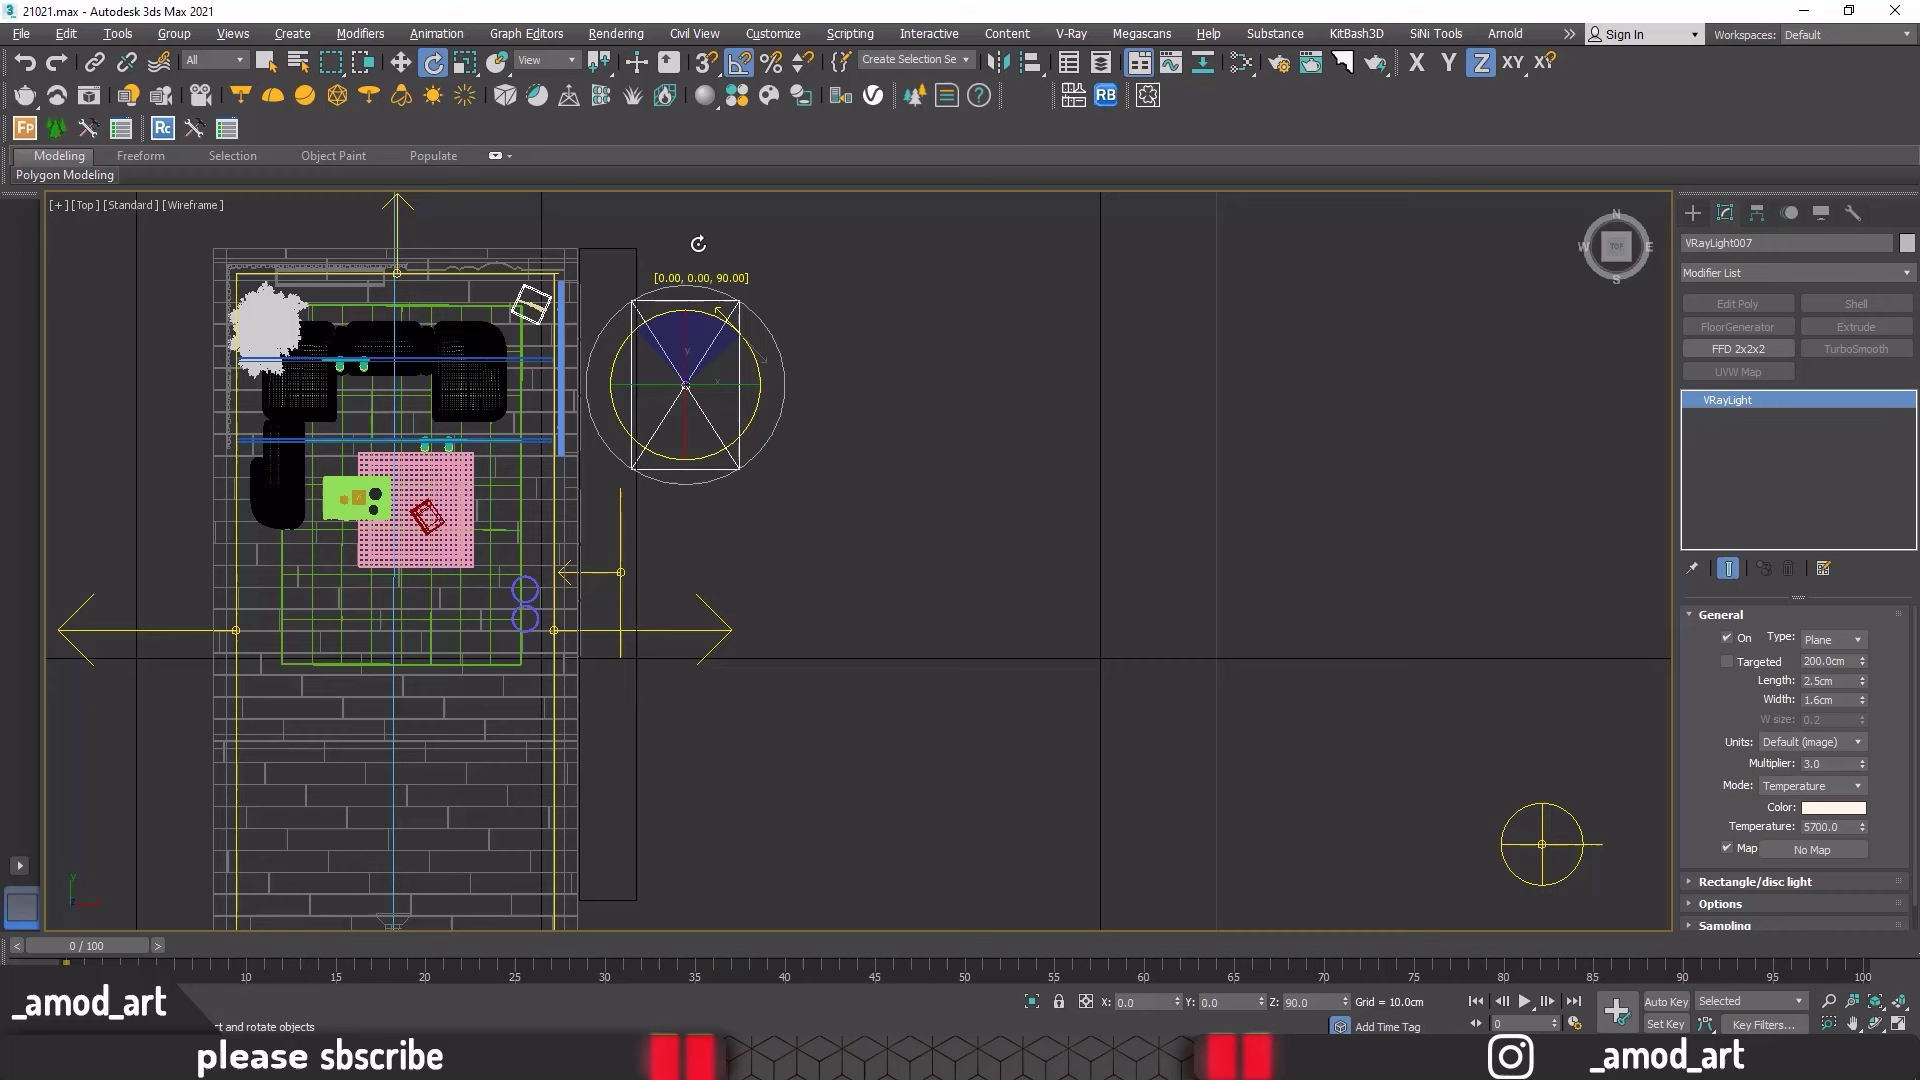 21021.max - Autodesk 3ds Max 2021
File Edit Tools Group Views Create Modifiers Animation Graph Editors Rendering Civil View Customize Scripting Interactive Content V-Ray Megascans Help Substance KitBash3D SiNi Tools Arnold Sign In Workspaces: Default
All View Create Selection Se X Y Z XY XY
RB
Fp Rc
Modeling Freeform Selection Object Paint Populate
Polygon Modeling
[+] [Top] [Standard] [Wireframe]
N
W TOP E
S
[0.00, 0.00, 90.00]
y
x
VRayLight007
Modifier List
Edit Poly Shell
FloorGenerator Extrude
FFD 2x2x2 TurboSmooth
UVW Map
VRayLight
General
On Type: Plane
Targeted 200.0cm
Length: 2.5cm
Width: 1.6cm
W size: 0.2
Units: Default (image)
Multiplier: 3.0
Mode: Temperature
Color:
Temperature: 5700.0
Map No Map
Rectangle/disc light
Options
Sampling
< 0 / 100 >
10 15 20 25 30 35 40 45 50 55 60 65 70 75 80 85 90 95 100
X: 0.0 Y: 0.0 Z: 90.0 Grid = 10.0cm
Auto Key Selected
ct and rotate objects
Add Time Tag
0
Set Key Key Filters...
_amod_art
please sbscribe
_amod_art